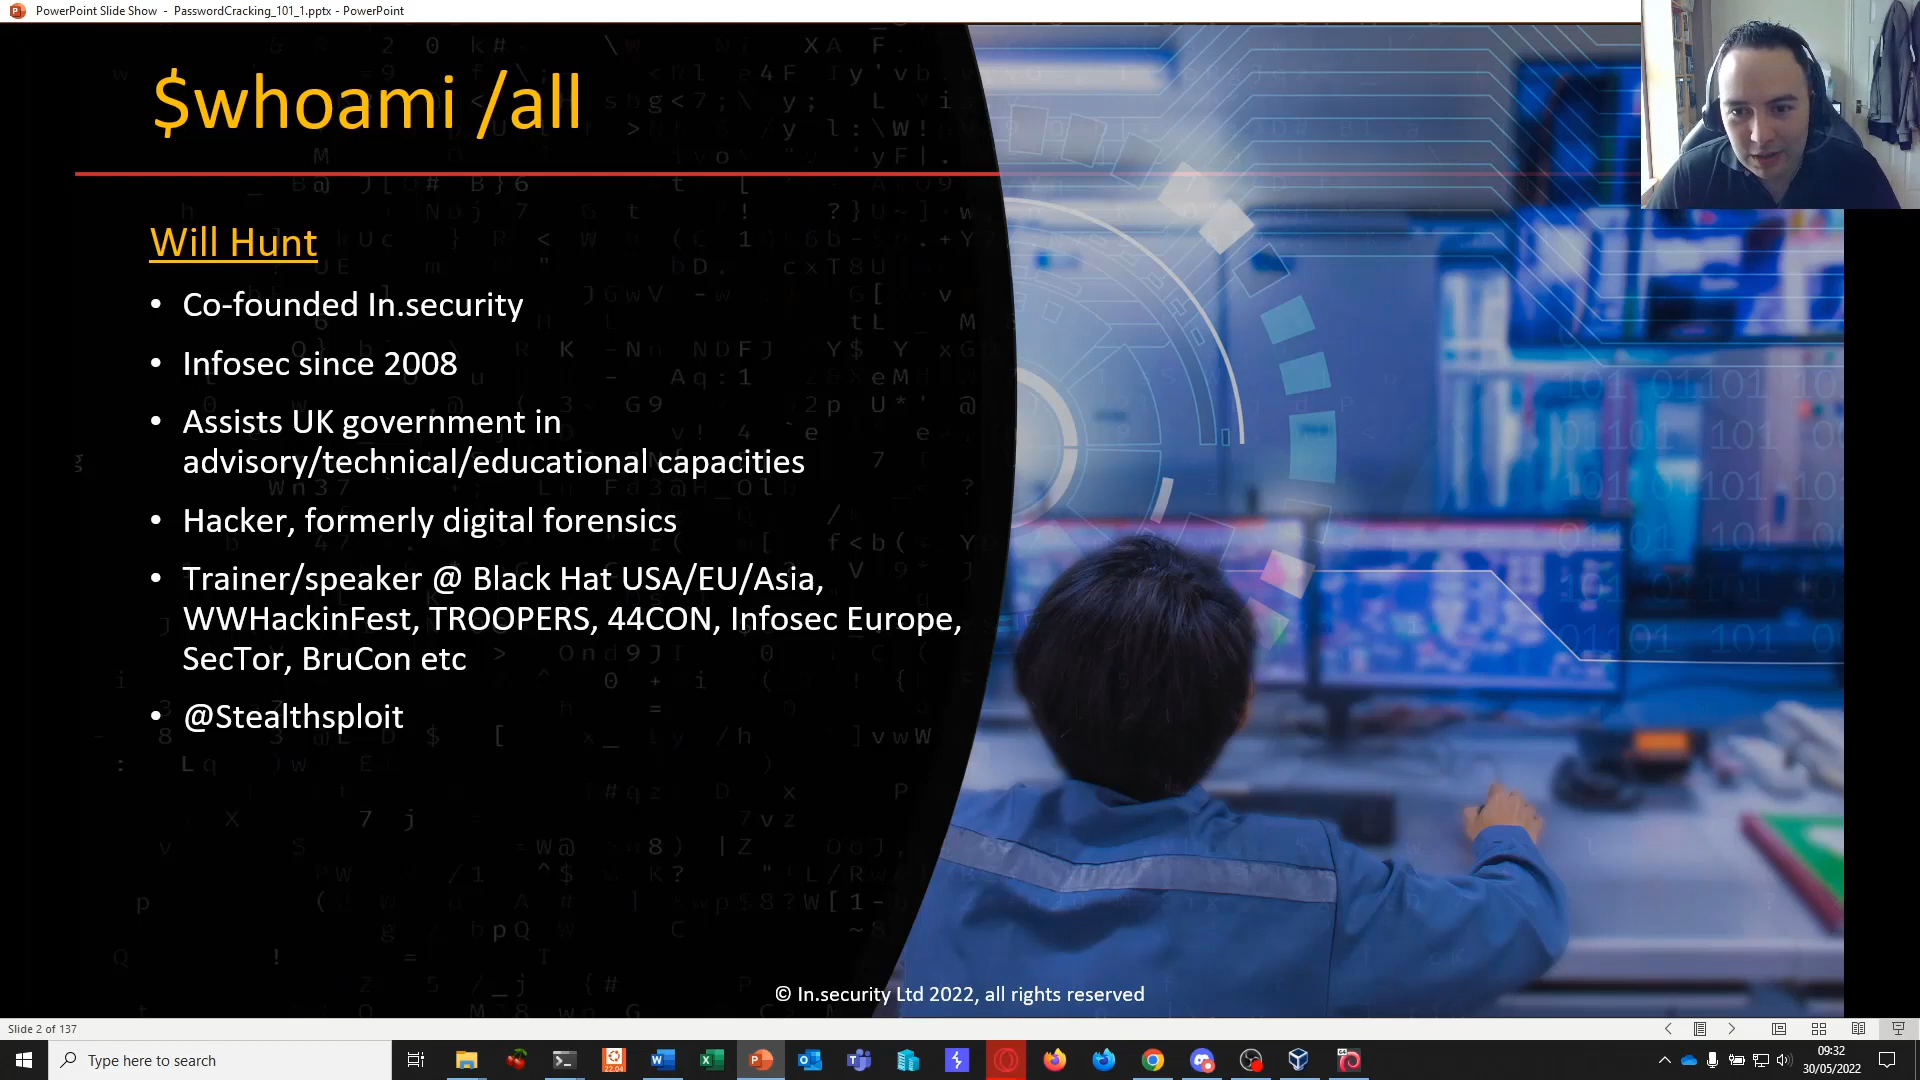 PowerPoint Slide Show - PasswordCracking_101_1.pptx - PowerPoint
$whoami /all
Will Hunt
• Co-founded In.security
• Infosec since 2008
• Assists UK government in
advisory/technical/educational capacities
• Hacker, formerly digital forensics
• Trainer/speaker @ Black Hat USA/EU/Asia,
WWHackinFest, TROOPERS, 44CON, Infosec Europe,
SecTor, BruCon etc
• @Stealthsploit
© In.security Ltd 2022, all rights reserved
Slide 2 of 137
Type here to search
22.04
09:32
30/05/2022